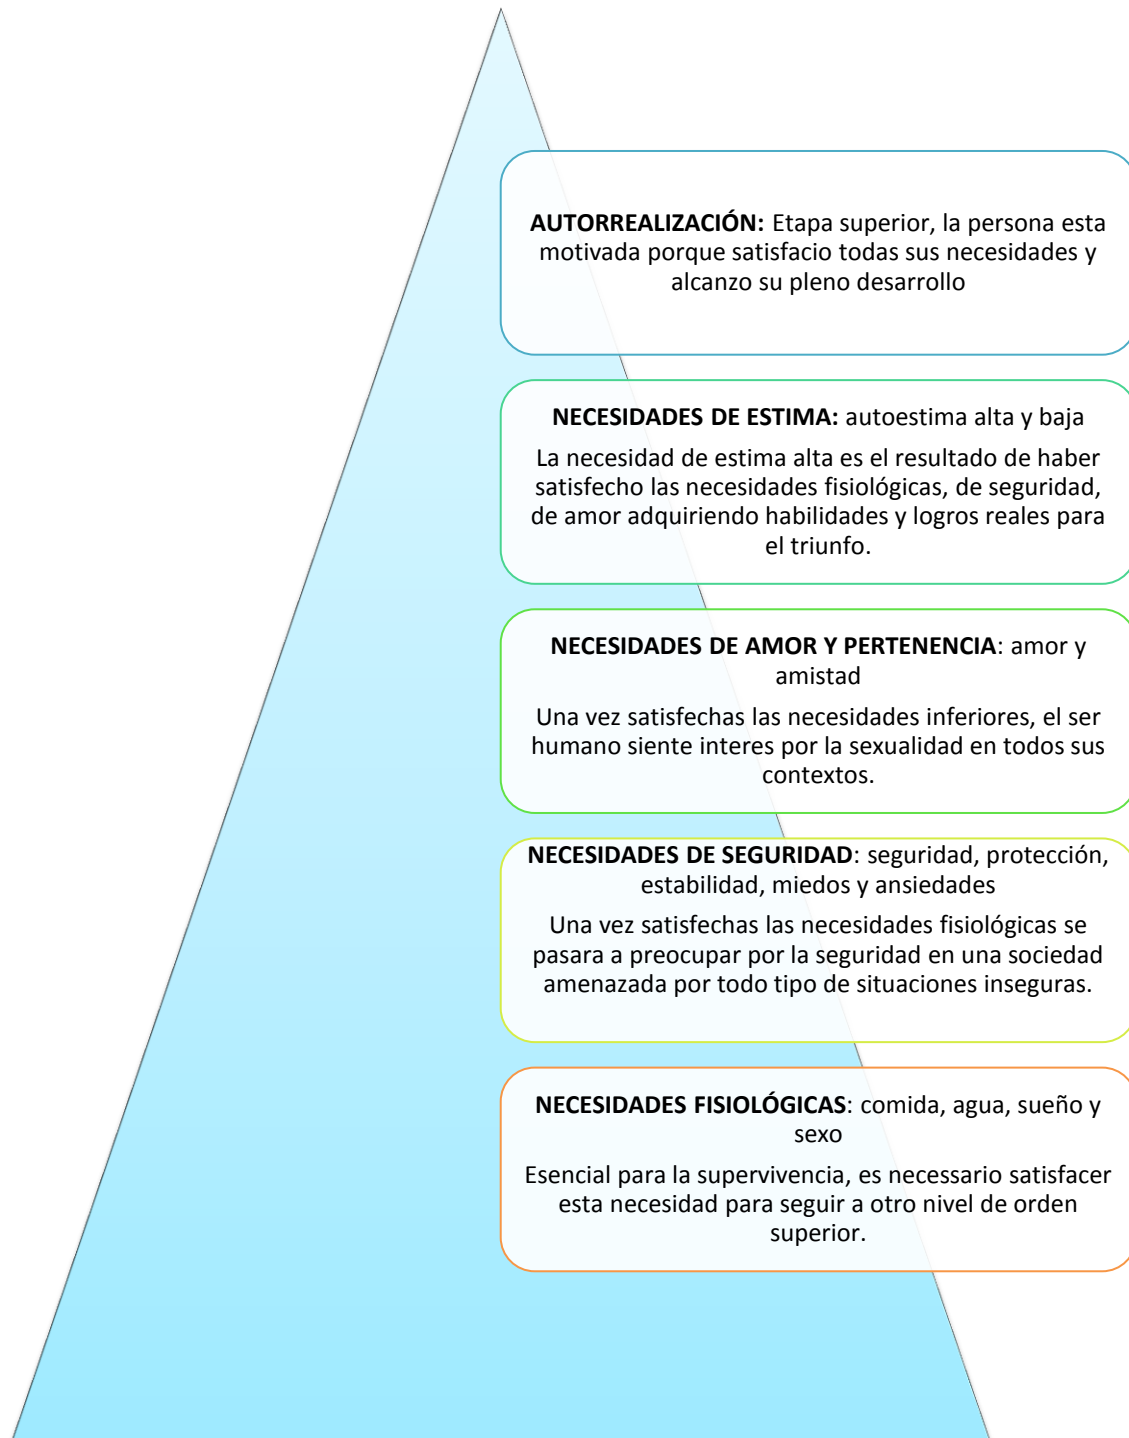 AUTORREALIZACIÓN: Etapa superior, la persona esta
motivada porque satisfacio todas sus necesidades y
alcanzo su pleno desarrollo
NECESIDADES DE ESTIMA: autoestima alta y baja
La necesidad de estima alta es el resultado de haber
satisfecho las necesidades fisiológicas, de seguridad,
de amor adquiriendo habilidades y logros reales para
el triunfo.
NECESIDADES DE AMOR Y PERTENENCIA: amor y
amistad
Una vez satisfechas las necesidades inferiores, el ser
humano siente interes por la sexualidad en todos sus
contextos.
NECESIDADES DE SEGURIDAD: seguridad, protección,
estabilidad, miedos y ansiedades
Una vez satisfechas las necesidades fisiológicas se
pasara a preocupar por la seguridad en una sociedad
amenazada por todo tipo de situaciones inseguras.
NECESIDADES FISIOLÓGICAS: comida, agua, sueño y
sexo
Esencial para la supervivencia, es necessario satisfacer
esta necesidad para seguir a otro nivel de orden
superior.